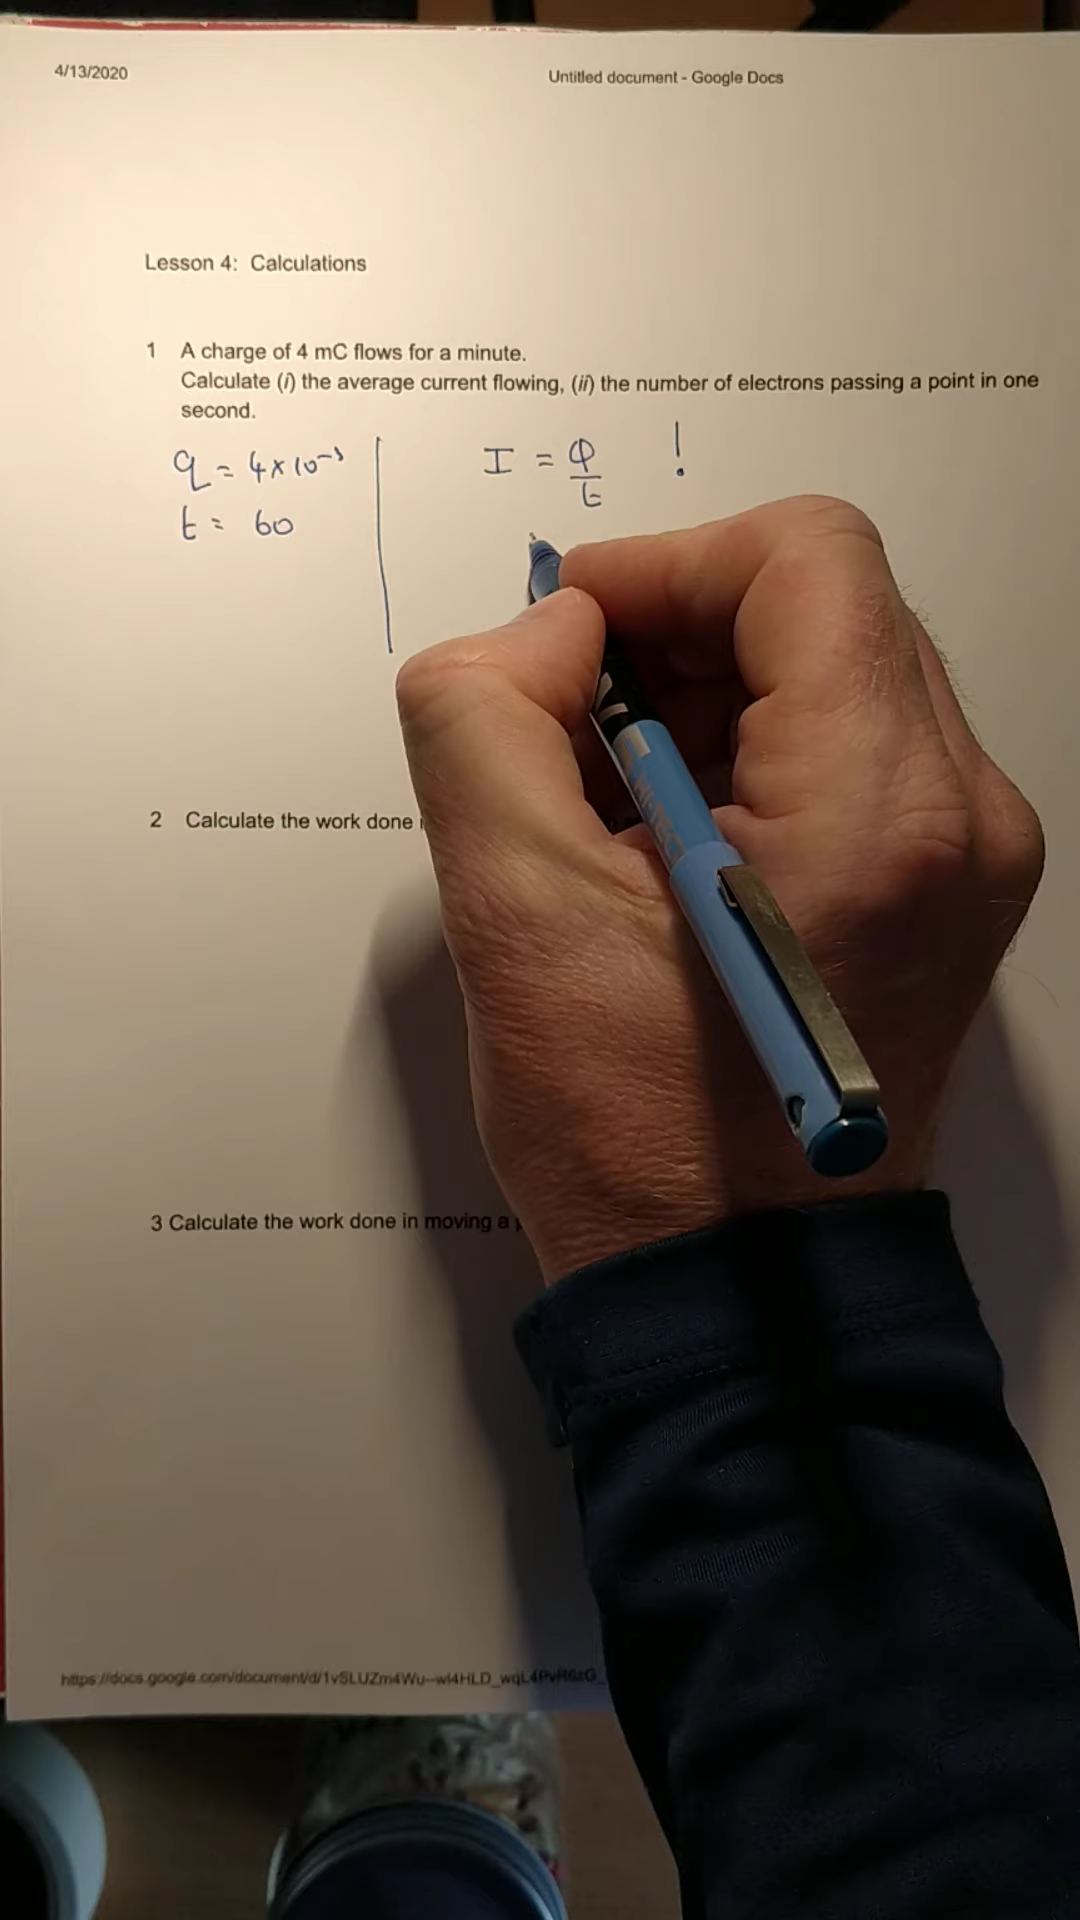 4/13/2020
Untitled document - Google Docs
Lesson 4: Calculations
1 A charge of 4 mC flows for a minute.
Calculate (i) the average current flowing, (ii) the number of electrons passing a point in one
second.
q = 4 x 10⁻³
t = 60
I = φ/t !
2 Calculate the work done
3 Calculate the work done in moving a